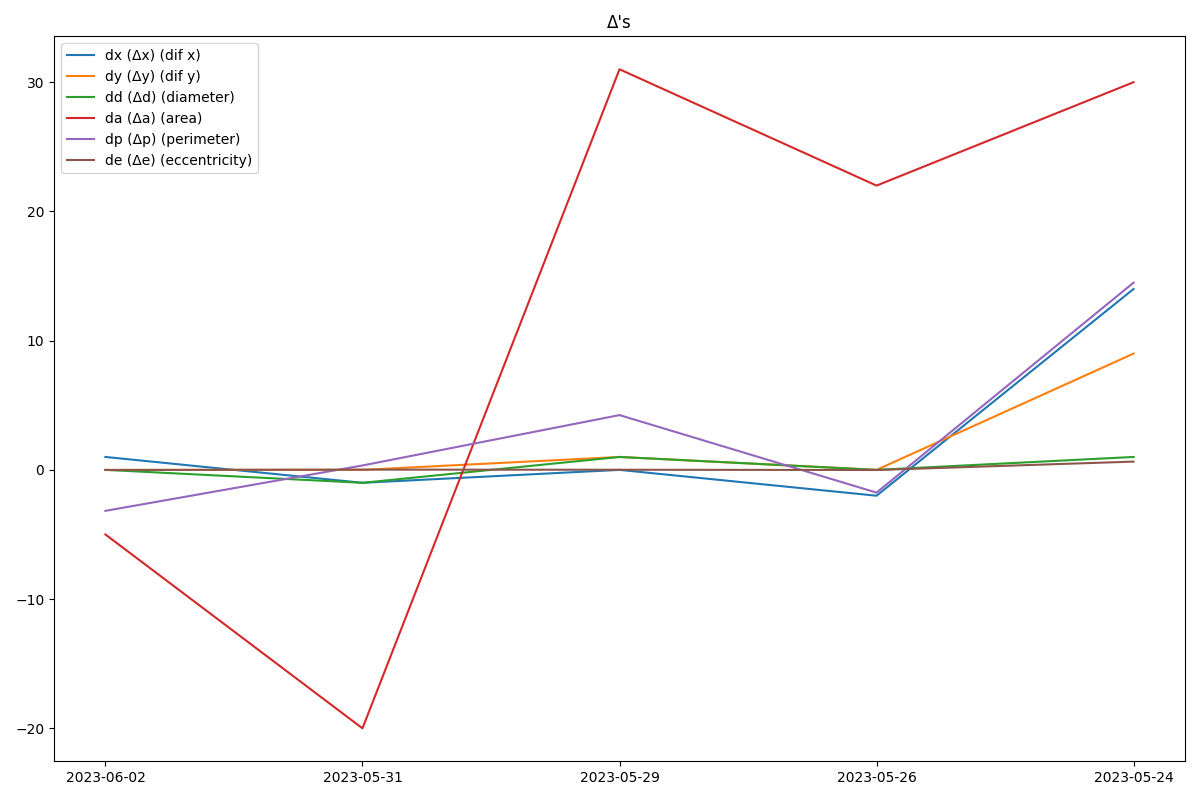 Δ's
dx (Δx) (dif x)
dy (Δy) (dif y)
dd (Δd) (diameter)
da (Δa) (area)
dp (Δp) (perimeter)
de (Δe) (eccentricity)
30
20
10
0
−10
−20
2023-06-02 2023-05-31 2023-05-29 2023-05-26 2023-05-24